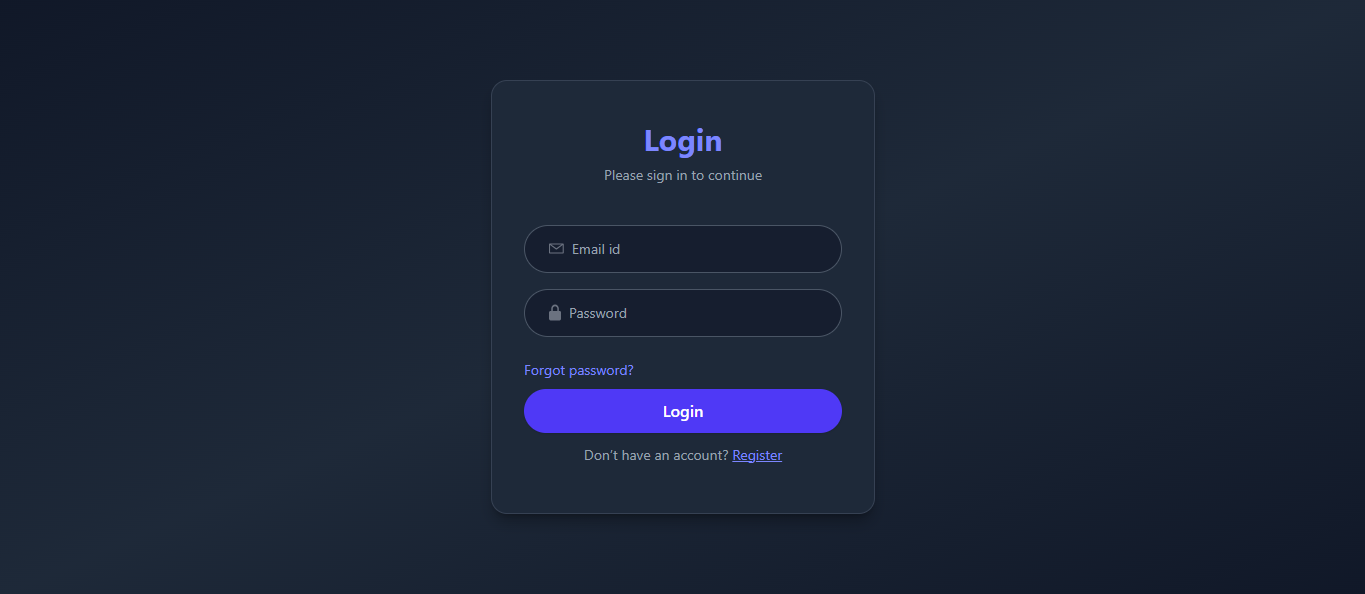 Login
Please sign in to continue
Email id
Password
Forgot password?
Login
Don't have an account? Register